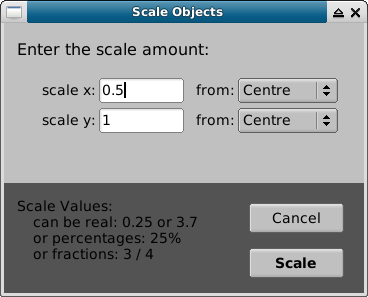 Scale Objects
Enter the scale amount:
scale x: 0.5 from: Centre
scale y: 1 from: Centre
Scale Values:
can be real: 0.25 or 3.7
or percentages: 25%
or fractions: 3 / 4
Cancel
Scale